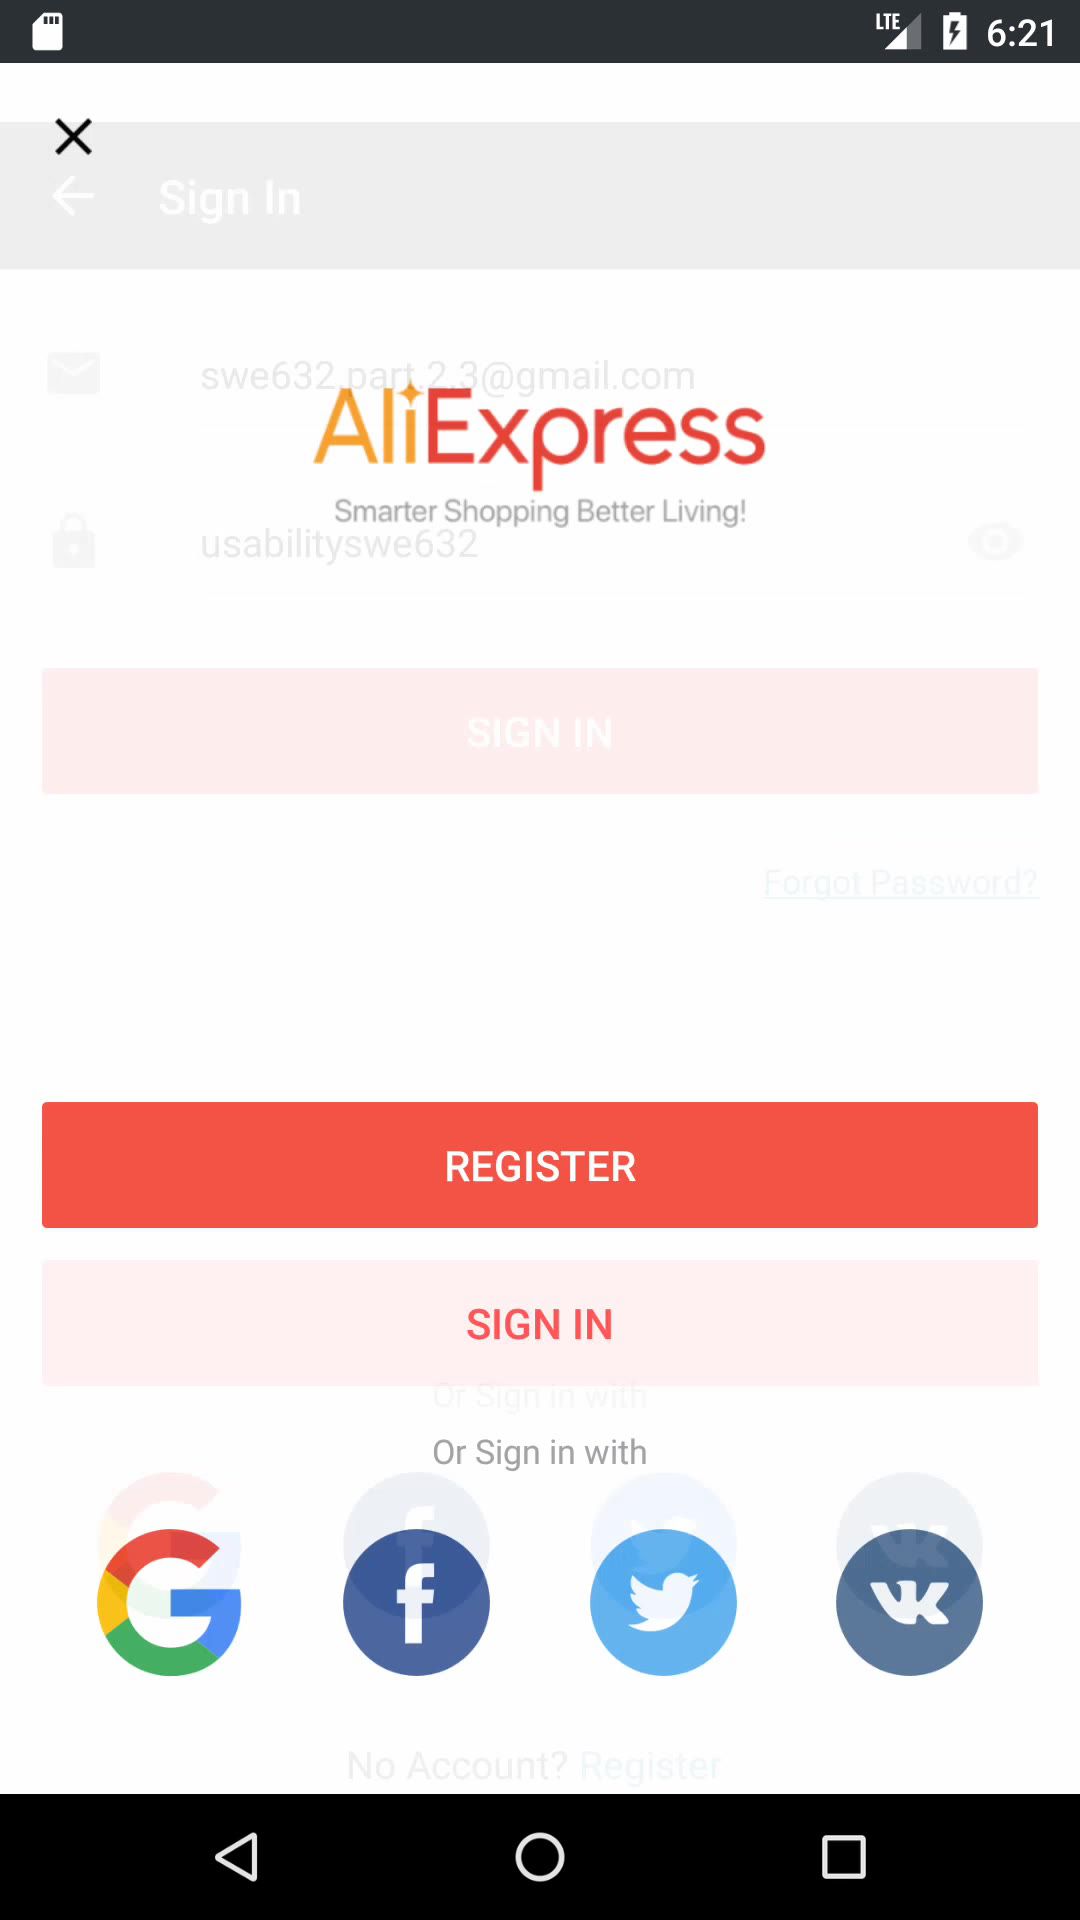 LTE 6:21
Sign In
swe632.part.2.3@gmail.com
AliExpress
Smarter Shopping Better Living!
usabilityswe632
SIGN IN
Forgot Password?
REGISTER
SIGN IN
Or Sign in with
Or Sign in with
No Account? Register